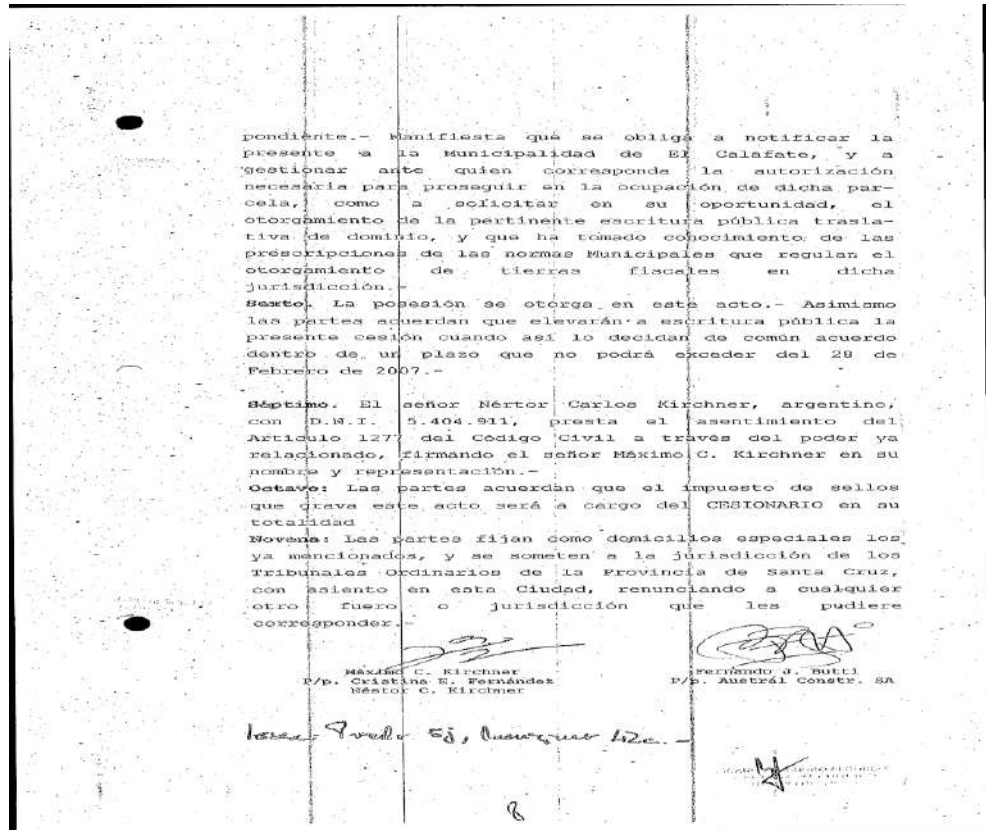 pondiente.- Manifiesta que se obliga a notificar la
presente a la Municipalidad de El Calafate, y a
gestionar ante quien corresponda la autorización
necesaria para proseguir en la ocupación de dicha par-
cela, como a solicitar en su oportunidad, el
otorgamiento de la pertinente escritura pública trasla-
tiva de dominio, y que ha tomado conocimiento de las
prescripciones de las normas Municipales que regulan el
otorgamiento de tierras fiscales en dicha
jurisdicción.-
Sexto. La posesión se otorga en este acto.- Asimismo
las partes acuerdan que elevarán a escritura pública la
presente cesión cuando así lo decidan de común acuerdo
dentro de un plazo que no podrá exceder del 28 de
Febrero de 2007.-
Séptimo. El señor Nértor Carlos Kirchner, argentino,
con D.N.I. 5.404.911, presta el asentimiento del
Artículo 1277 del Código Civil a través del poder ya
relacionado, firmando el señor Máximo C. Kirchner en su
nombre y representación.-
Octavo: Las partes acuerdan que el impuesto de sellos
que grava este acto será a cargo del CESIONARIO en su
totalidad
Novena: Las partes fijan como domicilios especiales los
ya mencionados, y se someten a la jurisdicción de los
Tribunales Ordinarios de la Provincia de Santa Cruz,
con asiento en esta Ciudad, renunciando a cualquier
otro fuero o jurisdicción que les pudiere
corresponder.-
Máximo C. Kirchner
P/p. Cristina E. Fernández
Néstor C. Kirchner
Fernando J. Butti
P/p. Austral Constr. SA
8